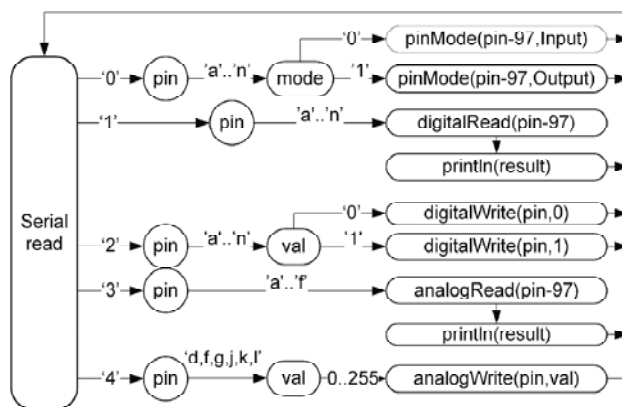 Serial
read
'0' pin 'a'..'n' mode '0' pinMode(pin-97,Input)
'1' pinMode(pin-97,Output)
'1' pin 'a'..'n' digitalRead(pin-97)
println(result)
'2' pin 'a'..'n' val '0' digitalWrite(pin,0)
'1' digitalWrite(pin,1)
'3' pin 'a'..'f' analogRead(pin-97)
println(result)
'4' pin 'd,f,g,j,k,l' val 0..255 analogWrite(pin,val)